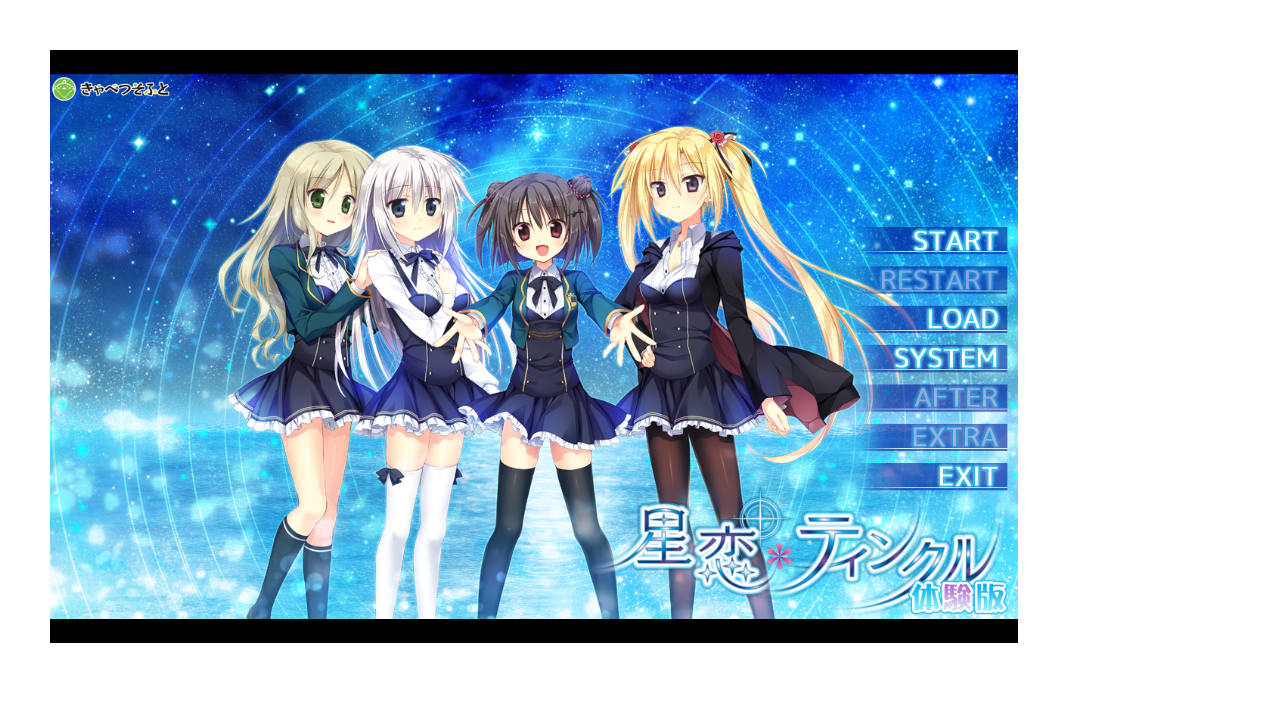 きゃべつそふと
START
RESTART
LOAD
SYSTEM
AFTER
EXTRA
EXIT
星恋*ティンクル
体験版